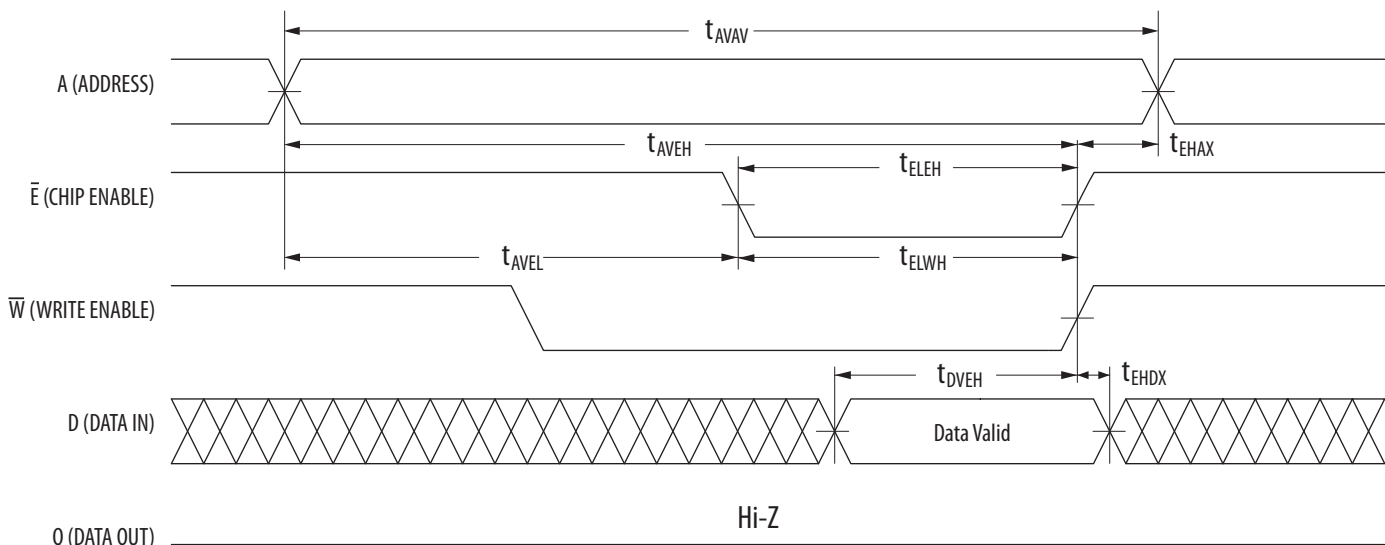 tAVAV
A (ADDRESS)
tAVEH
tEHAX
tELEH
E̅ (CHIP ENABLE)
tAVEL
tELWH
W̅ (WRITE ENABLE)
tDVEH
tEHDX
D (DATA IN)
Data Valid
Hi-Z
Q (DATA OUT)